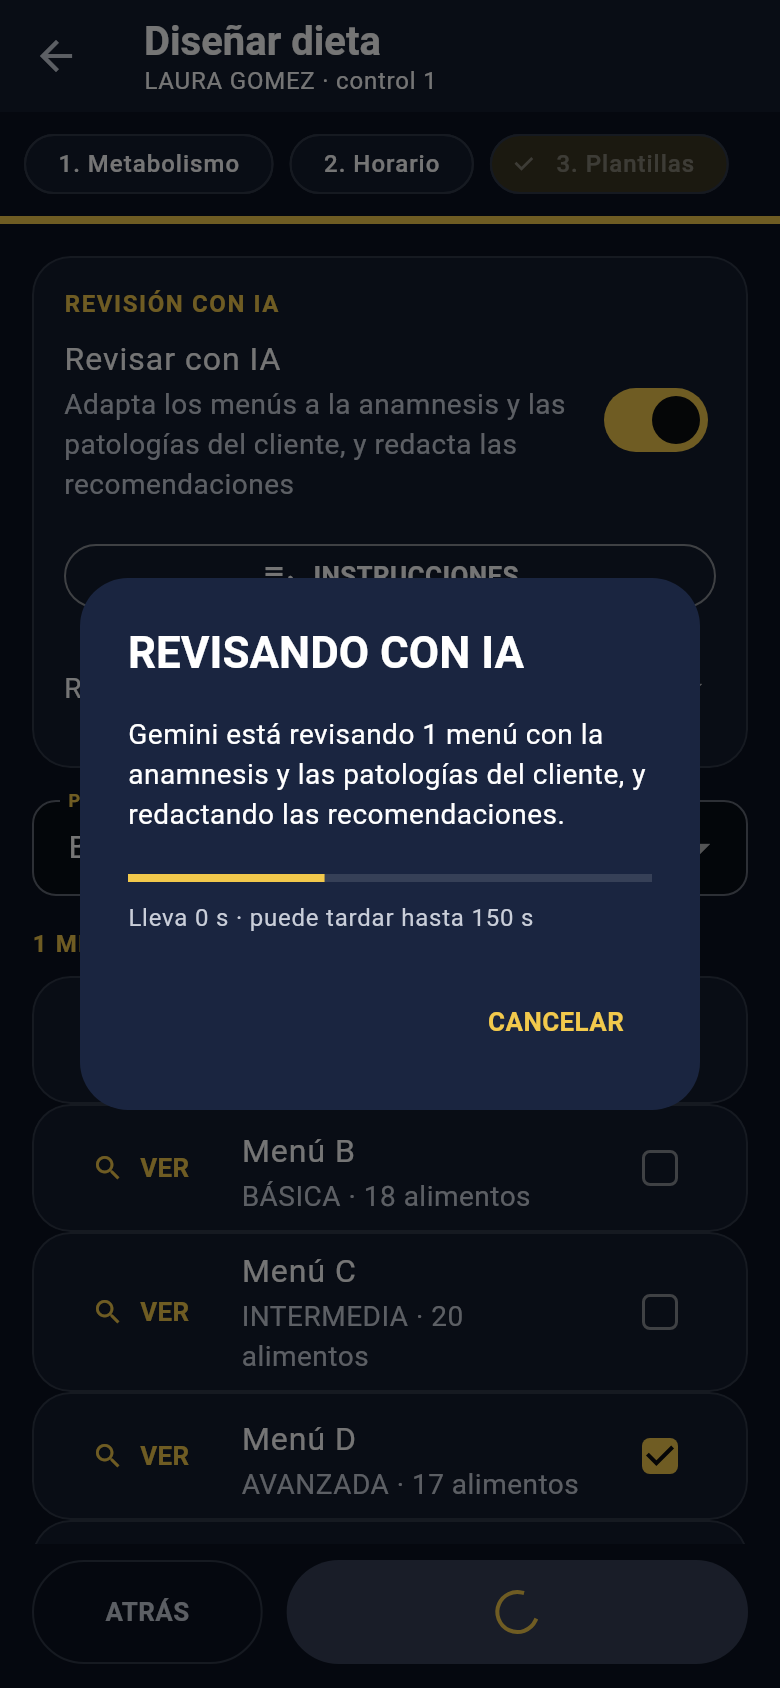 Diseñar dieta
LAURA GOMEZ · control 1
1. Metabolismo
2. Horario
3. Plantillas
REVISIÓN CON IA
Revisar con IA
Adapta los menús a la anamnesis y las
patologías del cliente, y redacta las
recomendaciones
INSTRUCCIONES
REVISANDO CON IA
Gemini está revisando 1 menú con la
anamnesis y las patologías del cliente, y
redactando las recomendaciones.
Lleva 0 s · puede tardar hasta 150 s
CANCELAR
VER
Menú B
BÁSICA · 18 alimentos
VER
Menú C
INTERMEDIA · 20
alimentos
VER
Menú D
AVANZADA · 17 alimentos
ATRÁS